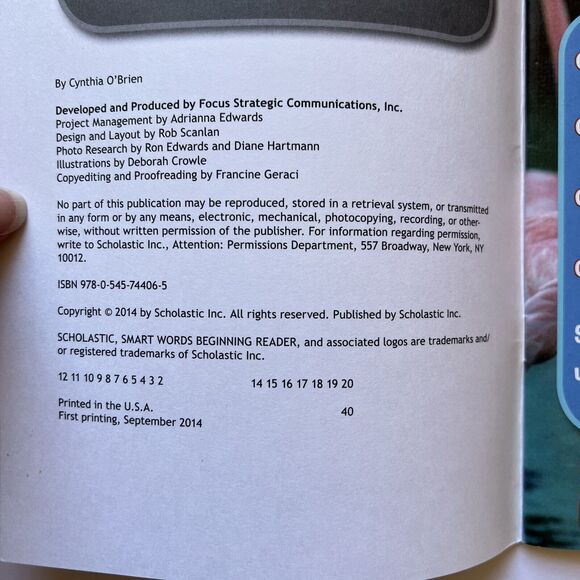 By Cynthia O'Brien
Developed and Produced by Focus Strategic Communications, Inc.
Project Management by Adrianna Edwards
Design and Layout by Rob Scanlan
Photo Research by Ron Edwards and Diane Hartmann
Illustrations by Deborah Crowle
Copyediting and Proofreading by Francine Geraci
No part of this publication may be reproduced, stored in a retrieval system, or transmitted
in any form or by any means, electronic, mechanical, photocopying, recording, or other-
wise, without written permission of the publisher. For information regarding permission,
write to Scholastic Inc., Attention: Permissions Department, 557 Broadway, New York, NY
10012.
ISBN 978-0-545-74406-5
Copyright © 2014 by Scholastic Inc. All rights reserved. Published by Scholastic Inc.
SCHOLASTIC, SMART WORDS BEGINNING READER, and associated logos are trademarks and/
or registered trademarks of Scholastic Inc.
12 11 10 9 8 7 6 5 4 3 2 14 15 16 17 18 19 20
Printed in the U.S.A. 40
First printing, September 2014